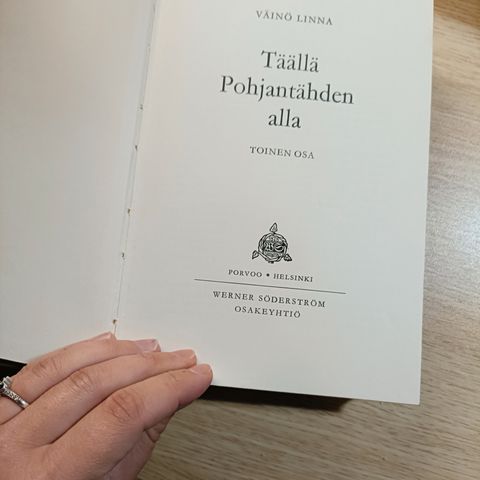 VÄINÖ LINNA
Täällä
Pohjantähden
alla
TOINEN OSA
PORVOO • HELSINKI
WERNER SÖDERSTRÖM
OSAKEYHTIÖ